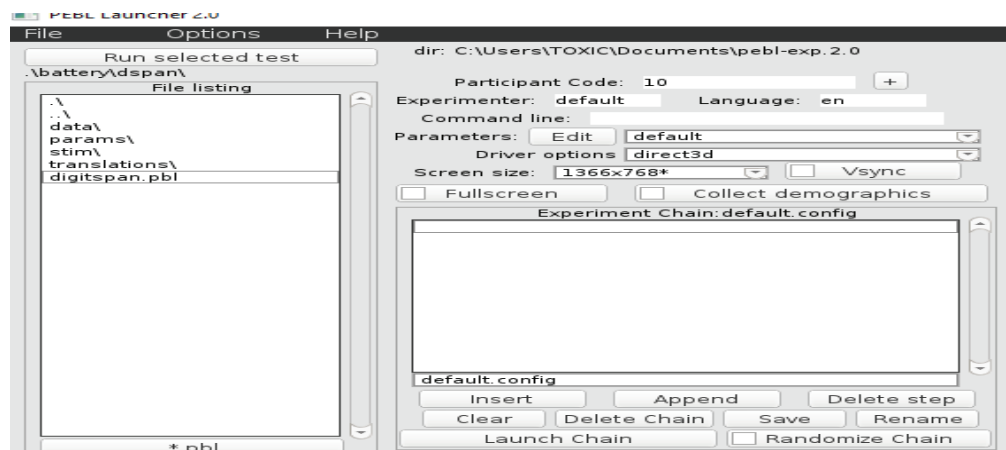 PEBL Launcher 2.0
File Options Help
Run selected test
.\battery\dspan\
File listing
.\
..\
data\
params\
stim\
translations\
digitspan.pbl
*.pbl
dir: C:\Users\TOXIC\Documents\pebl-exp.2.0
Participant Code: 10 +
Experimenter: default Language: en
Command line:
Parameters: Edit default
Driver options direct3d
Screen size: 1366x768* Vsync
Fullscreen Collect demographics
Experiment Chain:default.config
default.config
Insert Append Delete step
Clear Delete Chain Save Rename
Launch Chain Randomize Chain